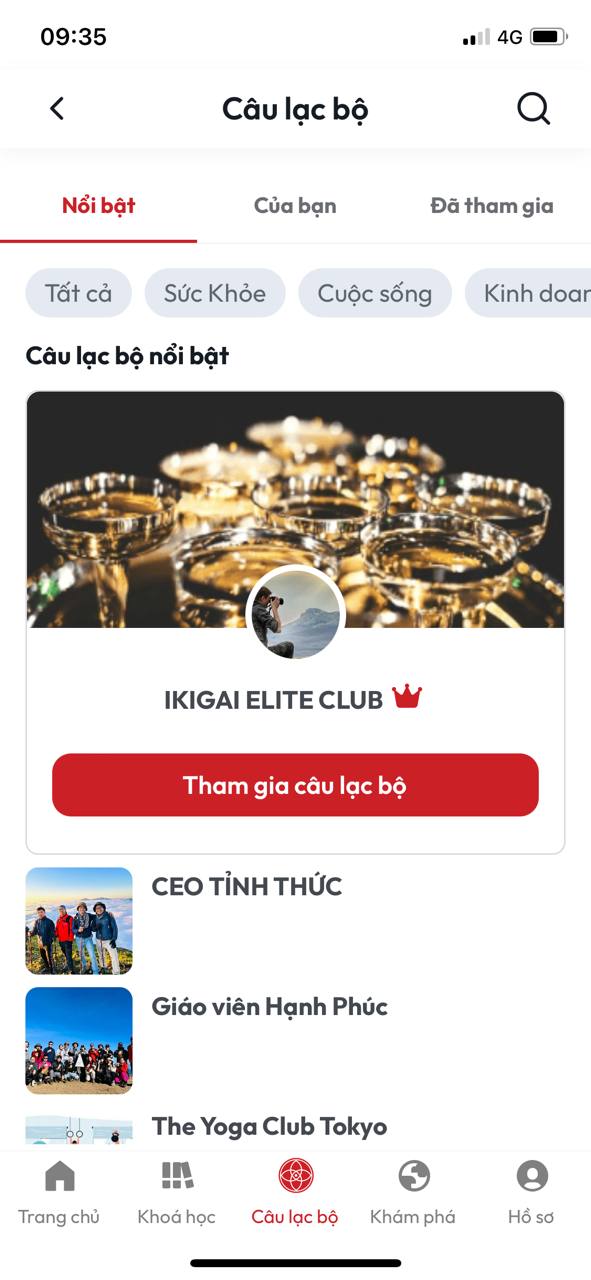 09:35
4G
Câu lạc bộ
Nổi bật
Của bạn
Đã tham gia
Tất cả
Sức Khỏe
Cuộc sống
Kinh doan
Câu lạc bộ nổi bật
IKIGAI ELITE CLUB
Tham gia câu lạc bộ
CEO TỈNH THỨC
Giáo viên Hạnh Phúc
The Yoga Club Tokyo
Trang chủ
Khoá học
Câu lạc bộ
Khám phá
Hồ sơ